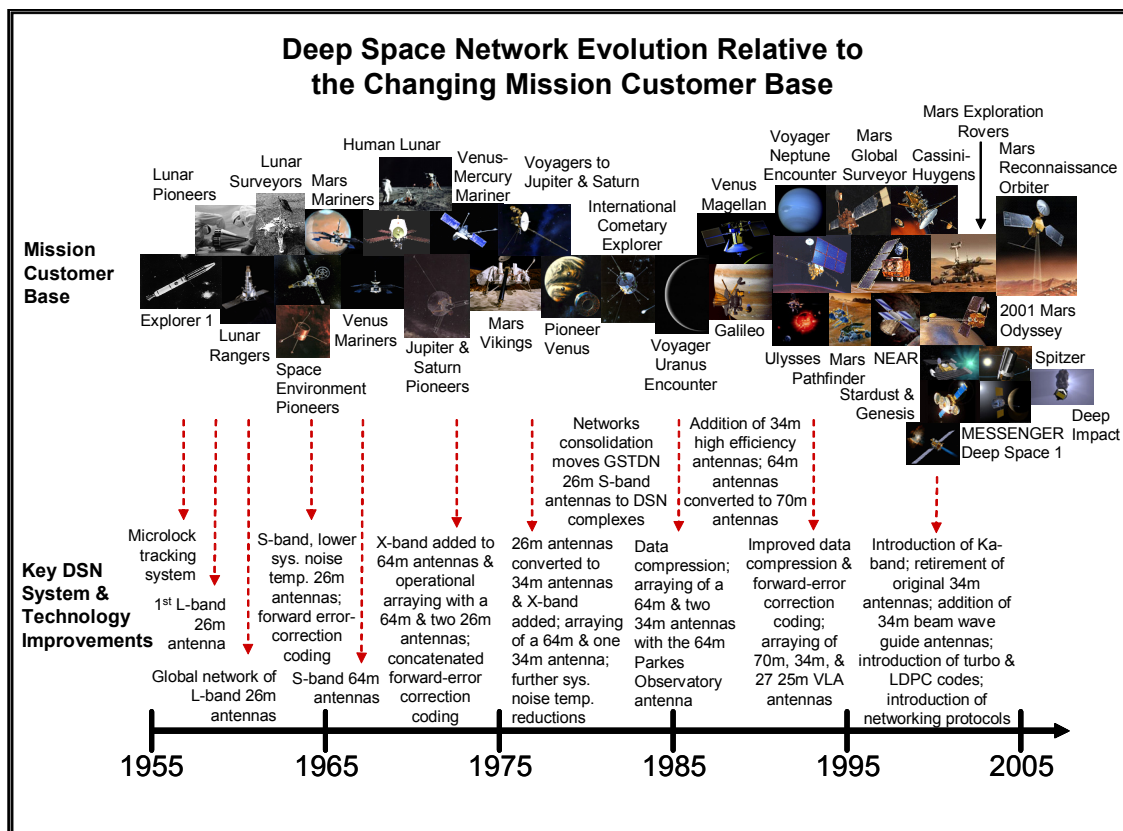 Deep Space Network Evolution Relative to
the Changing Mission Customer Base
Mission
Customer
Base
Lunar
Pioneers
Lunar
Surveyors
Mars
Mariners
Human Lunar
Venus-
Mercury
Mariner
Voyagers to
Jupiter & Saturn
International
Cometary
Explorer
Venus
Magellan
Voyager
Neptune
Encounter
Mars
Global
Surveyor
Cassini-
Huygens
Mars Exploration
Rovers
Mars
Reconnaissance
Orbiter
Explorer 1
Lunar
Rangers
Space
Environment
Pioneers
Venus
Mariners
Jupiter &
Saturn
Pioneers
Mars
Vikings
Pioneer
Venus
Voyager
Uranus
Encounter
Galileo
Ulysses
Mars
Pathfinder
NEAR
Stardust &
Genesis
2001 Mars
Odyssey
Spitzer
Deep
Impact
MESSENGER
Deep Space 1
Key DSN
System &
Technology
Improvements
Microlock
tracking
system
1st L-band
26m
antenna
Global network of
L-band 26m
antennas
S-band, lower
sys. noise
temp. 26m
antennas;
forward error-
correction
coding
S-band 64m
antennas
X-band added to
64m antennas &
operational
arraying with a
64m & two 26m
antennas;
concatenated
forward-error
correction
coding
26m antennas
converted to
34m antennas
& X-band
added; arraying
of a 64m & one
34m antenna;
further sys.
noise temp.
reductions
Networks
consolidation
moves GSTDN
26m S-band
antennas to DSN
complexes
Data
compression;
arraying of a
64m & two
34m antennas
with the 64m
Parkes
Observatory
antenna
Addition of 34m
high efficiency
antennas; 64m
antennas
converted to 70m
antennas
Improved data
compression &
forward-error
correction
coding;
arraying of
70m, 34m, &
27 25m VLA
antennas
Introduction of Ka-
band; retirement of
original 34m
antennas; addition of
34m beam wave
guide antennas;
introduction of turbo &
LDPC codes;
introduction of
networking protocols
1955
1965
1975
1985
1995
2005